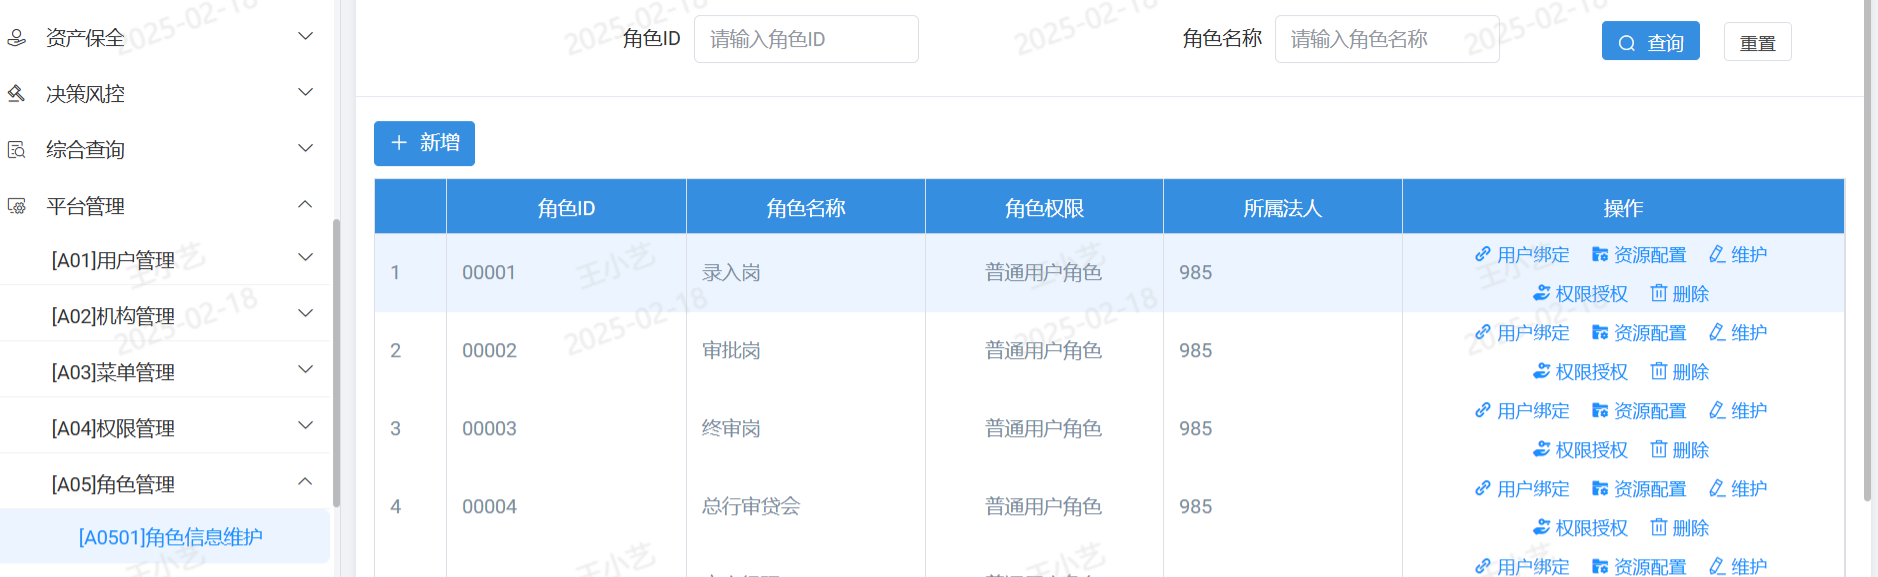 资产保全
决策风控
综合查询
平台管理
[A01]用户管理
[A02]机构管理
[A03]菜单管理
[A04]权限管理
[A05]角色管理
[A0501]角色信息维护
角色ID 请输入角色ID 角色名称 请输入角色名称 查询 重置
新增
角色ID 角色名称 角色权限 所属法人 操作
1 00001 录入岗 普通用户角色 985 用户绑定 资源配置 维护
权限授权 删除
2 00002 审批岗 普通用户角色 985 用户绑定 资源配置 维护
权限授权 删除
3 00003 终审岗 普通用户角色 985 用户绑定 资源配置 维护
权限授权 删除
4 00004 总行审贷会 普通用户角色 985 用户绑定 资源配置 维护
权限授权 删除
用户绑定 资源配置 维护
王小艺
2025-02-18